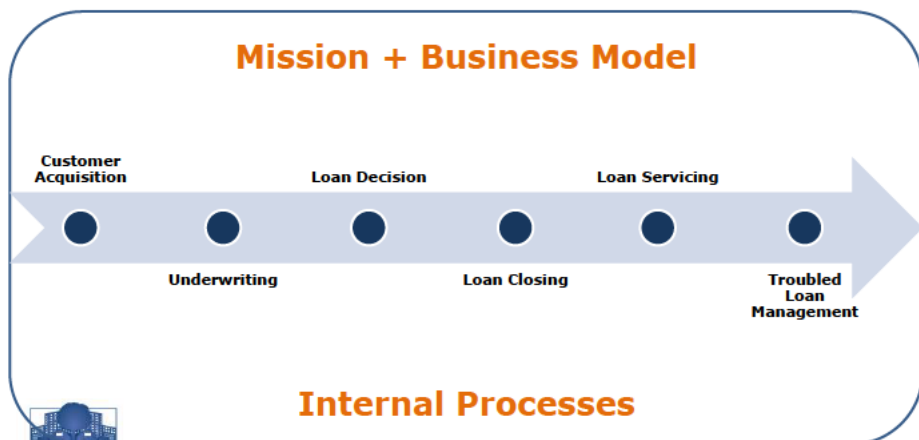 Mission + Business Model
Customer
Acquisition
Loan Decision
Loan Servicing
Underwriting
Loan Closing
Troubled
Loan
Management
Internal Processes